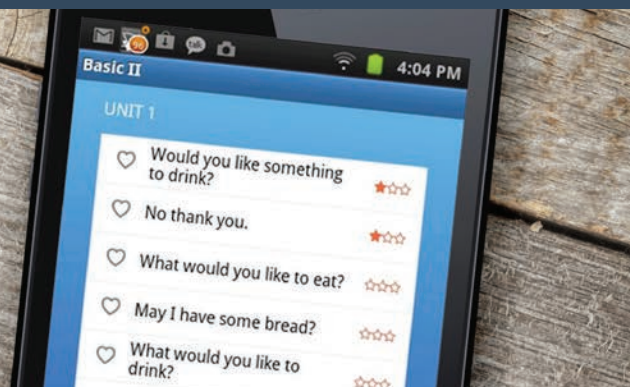 talk
4:04 PM
Basic II
UNIT 1
Would you like something
to drink?
No thank you.
What would you like to eat?
May I have some bread?
What would you like to
drink?